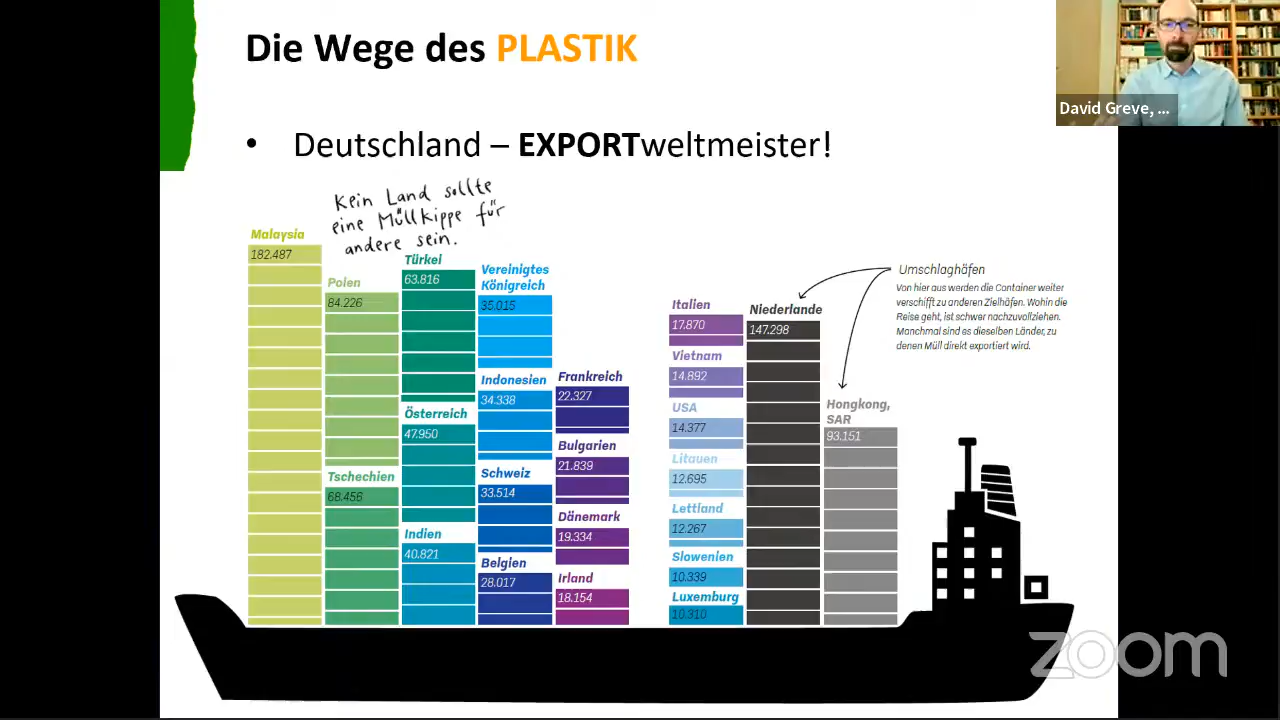 Die Wege des PLASTIK
David Greve, ...
• Deutschland – EXPORTweltmeister!
Kein Land sollte
eine Müllkippe für
andere sein.
Malaysia
182.487
Polen
84.226
Tschechien
68.456
Türkei
63.816
Österreich
47.950
Indien
40.821
Vereinigtes
Königreich
35.015
Indonesien
34.338
Schweiz
33.514
Belgien
28.017
Frankreich
22.327
Bulgarien
21.839
Dänemark
19.334
Irland
18.154
Italien
17.870
Vietnam
14.892
USA
14.377
Litauen
12.695
Lettland
12.267
Slowenien
10.339
Luxemburg
10.310
Niederlande
147.298
Hongkong,
SAR
93.151
Umschlaghäfen
Von hier aus werden die Container weiter
verschifft zu anderen Zielhäfen. Wohin die
Reise geht, ist schwer nachzuvollziehen.
Manchmal sind es dieselben Länder, zu
denen Müll direkt exportiert wird.
zoom